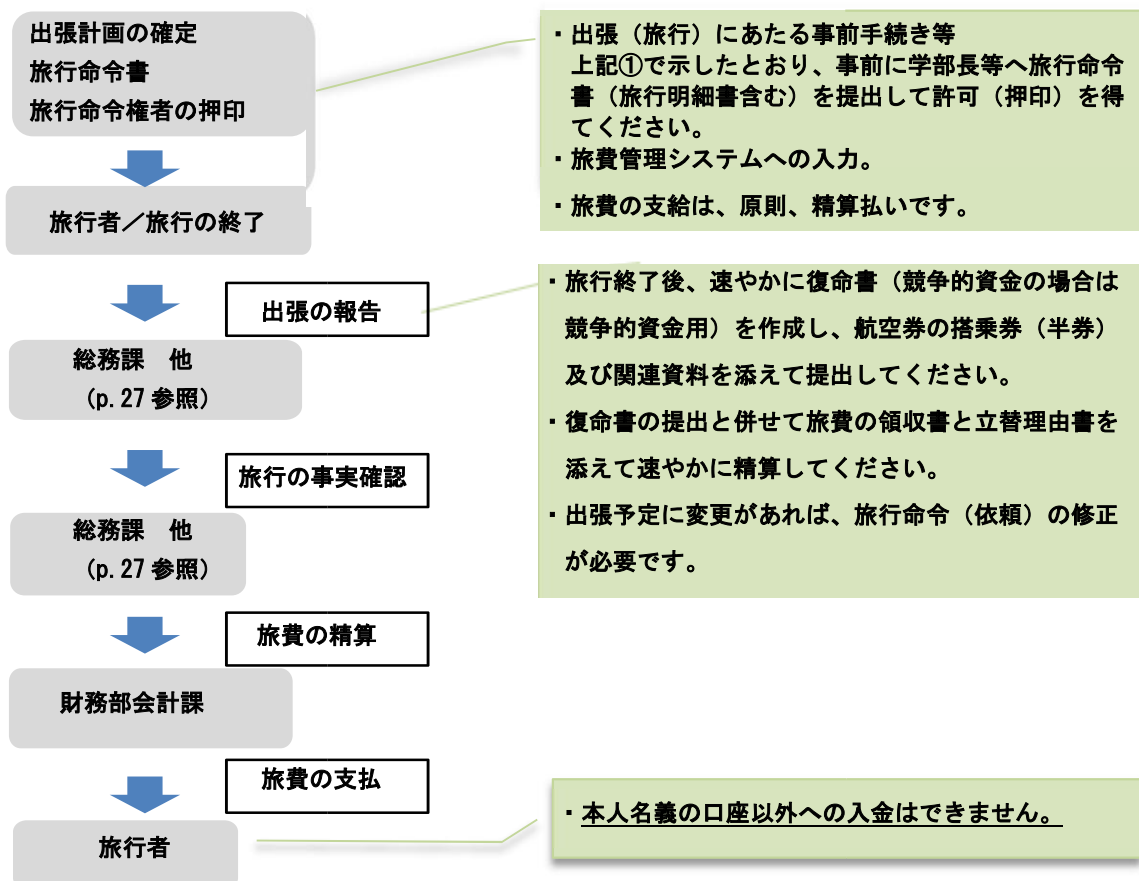 出張計画の確定
旅行命令書
旅行命令権者の押印
・出張（旅行）にあたる事前手続き等
上記①で示したとおり、事前に学部長等へ旅行命令
書（旅行明細書含む）を提出して許可（押印）を得
てください。
・旅費管理システムへの入力。
・旅費の支給は、原則、精算払いです。
旅行者／旅行の終了
出張の報告
・旅行終了後、速やかに復命書（競争的資金の場合は
競争的資金用）を作成し、航空券の搭乗券（半券）
及び関連資料を添えて提出してください。
・復命書の提出と併せて旅費の領収書と立替理由書を
添えて速やかに精算してください。
・出張予定に変更があれば、旅行命令（依頼）の修正
が必要です。
総務課　他
（p.27 参照）
旅行の事実確認
総務課　他
（p.27 参照）
旅費の精算
財務部会計課
旅費の支払
旅行者
・本人名義の口座以外への入金はできません。